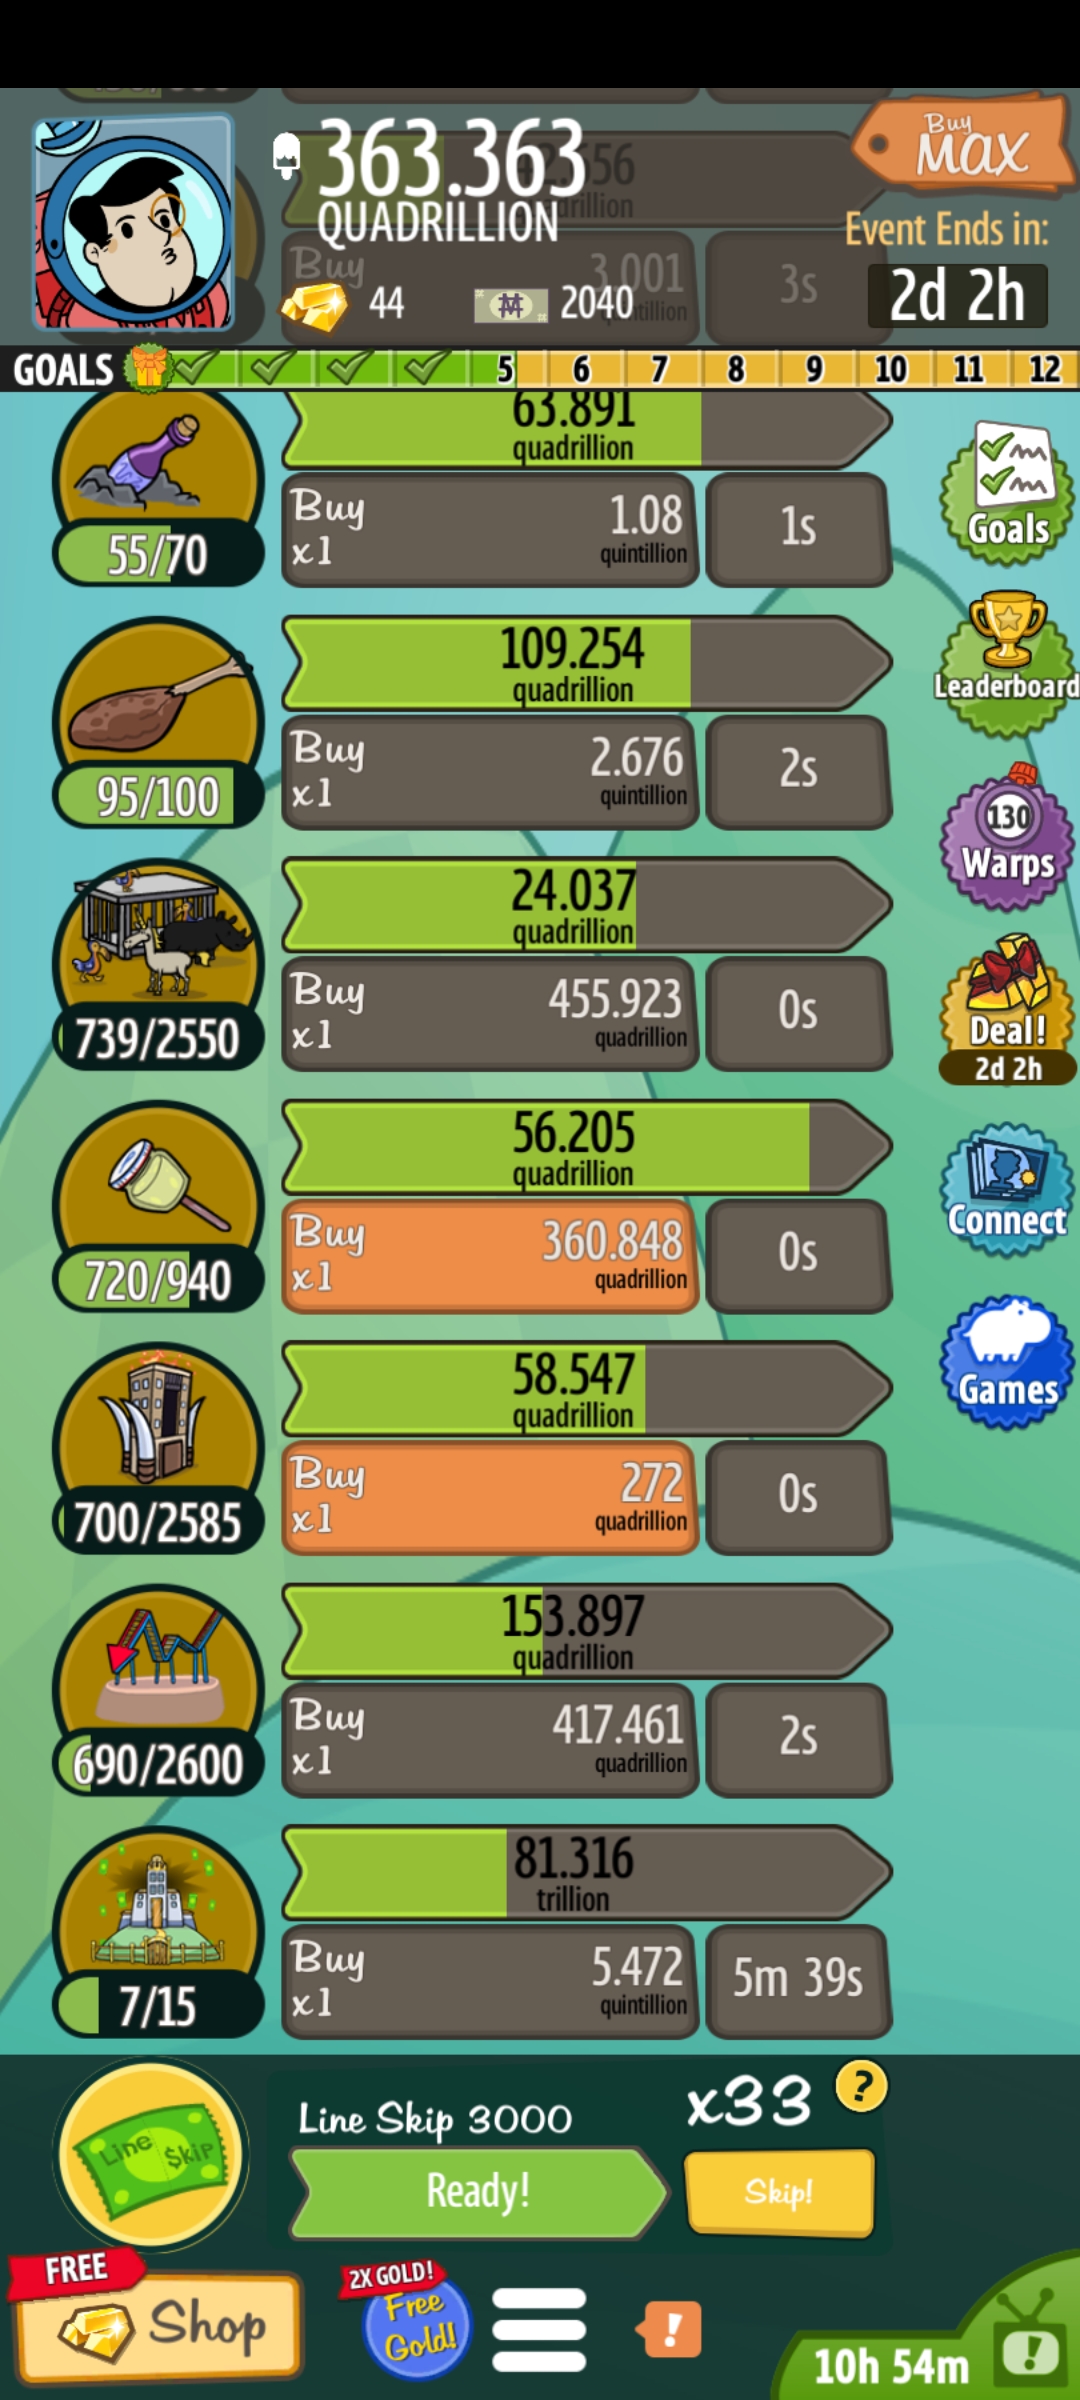 363.363
QUADRILLION
44
2040
Buy
MAX
Event Ends in:
2d 2h
Buy
3.001
3s
GOALS
5 6 7 8 9 10 11 12
63.891
quadrillion
55/70
Buy
x1
1.08
quintillion
1s
Goals
109.254
quadrillion
95/100
Buy
x1
2.676
quintillion
2s
Leaderboard
24.037
quadrillion
739/2550
Buy
x1
455.923
quadrillion
0s
130
Warps
Deal!
2d 2h
56.205
quadrillion
720/940
Buy
x1
360.848
quadrillion
0s
Connect
58.547
quadrillion
700/2585
Buy
x1
272
quadrillion
0s
Games
153.897
quadrillion
690/2600
Buy
x1
417.461
quadrillion
2s
81.316
trillion
7/15
Buy
x1
5.472
quintillion
5m 39s
Line Skip
Line Skip 3000
Ready!
x33
?
Skip!
FREE
Shop
2X GOLD!
Free
Gold!
!
10h 54m
!